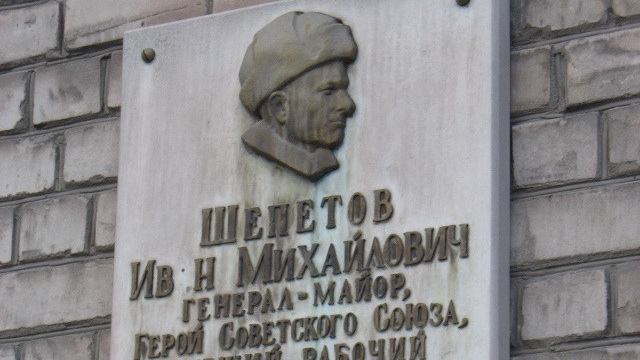 ШЕПЕТОВ
ИВ Н МИХАЙЛОВИЧ
ГЕНЕРАЛ-МАЙОР,
ГЕРОЙ СОВЕТСКОГО СОЮЗА,
РАБОЧИЙ